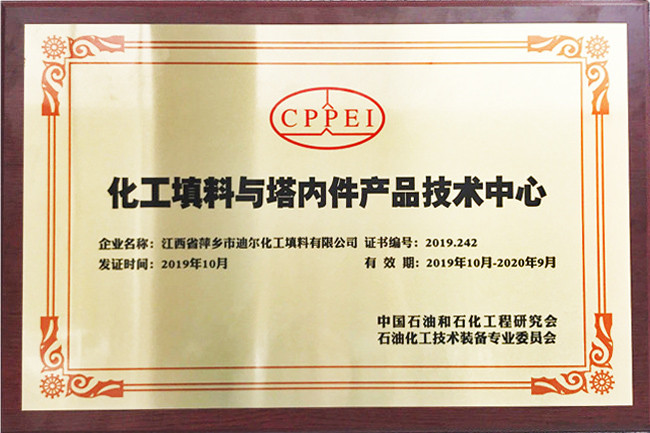 CPPEI
化工填料与塔内件产品技术中心
企业名称：江西省萍乡市迪尔化工填料有限公司 证书编号：2019.242
发证时间：2019年10月 有 效 期：2019年10月-2020年9月
中国石油和石化工程研究会
石油化工技术装备专业委员会